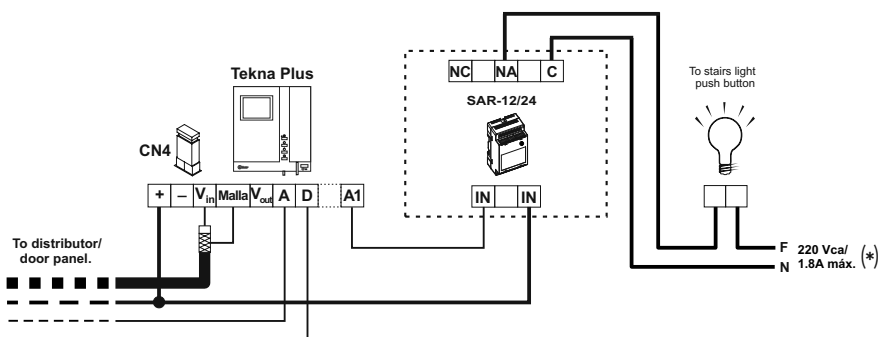 NC NA C
Tekna Plus
SAR-12/24
To stairs light
push button
CN4
+ – Vin Malla Vout A D A1
IN IN
To distributor/
door panel.
F
N
220 Vca/
1.8A máx.
(*)